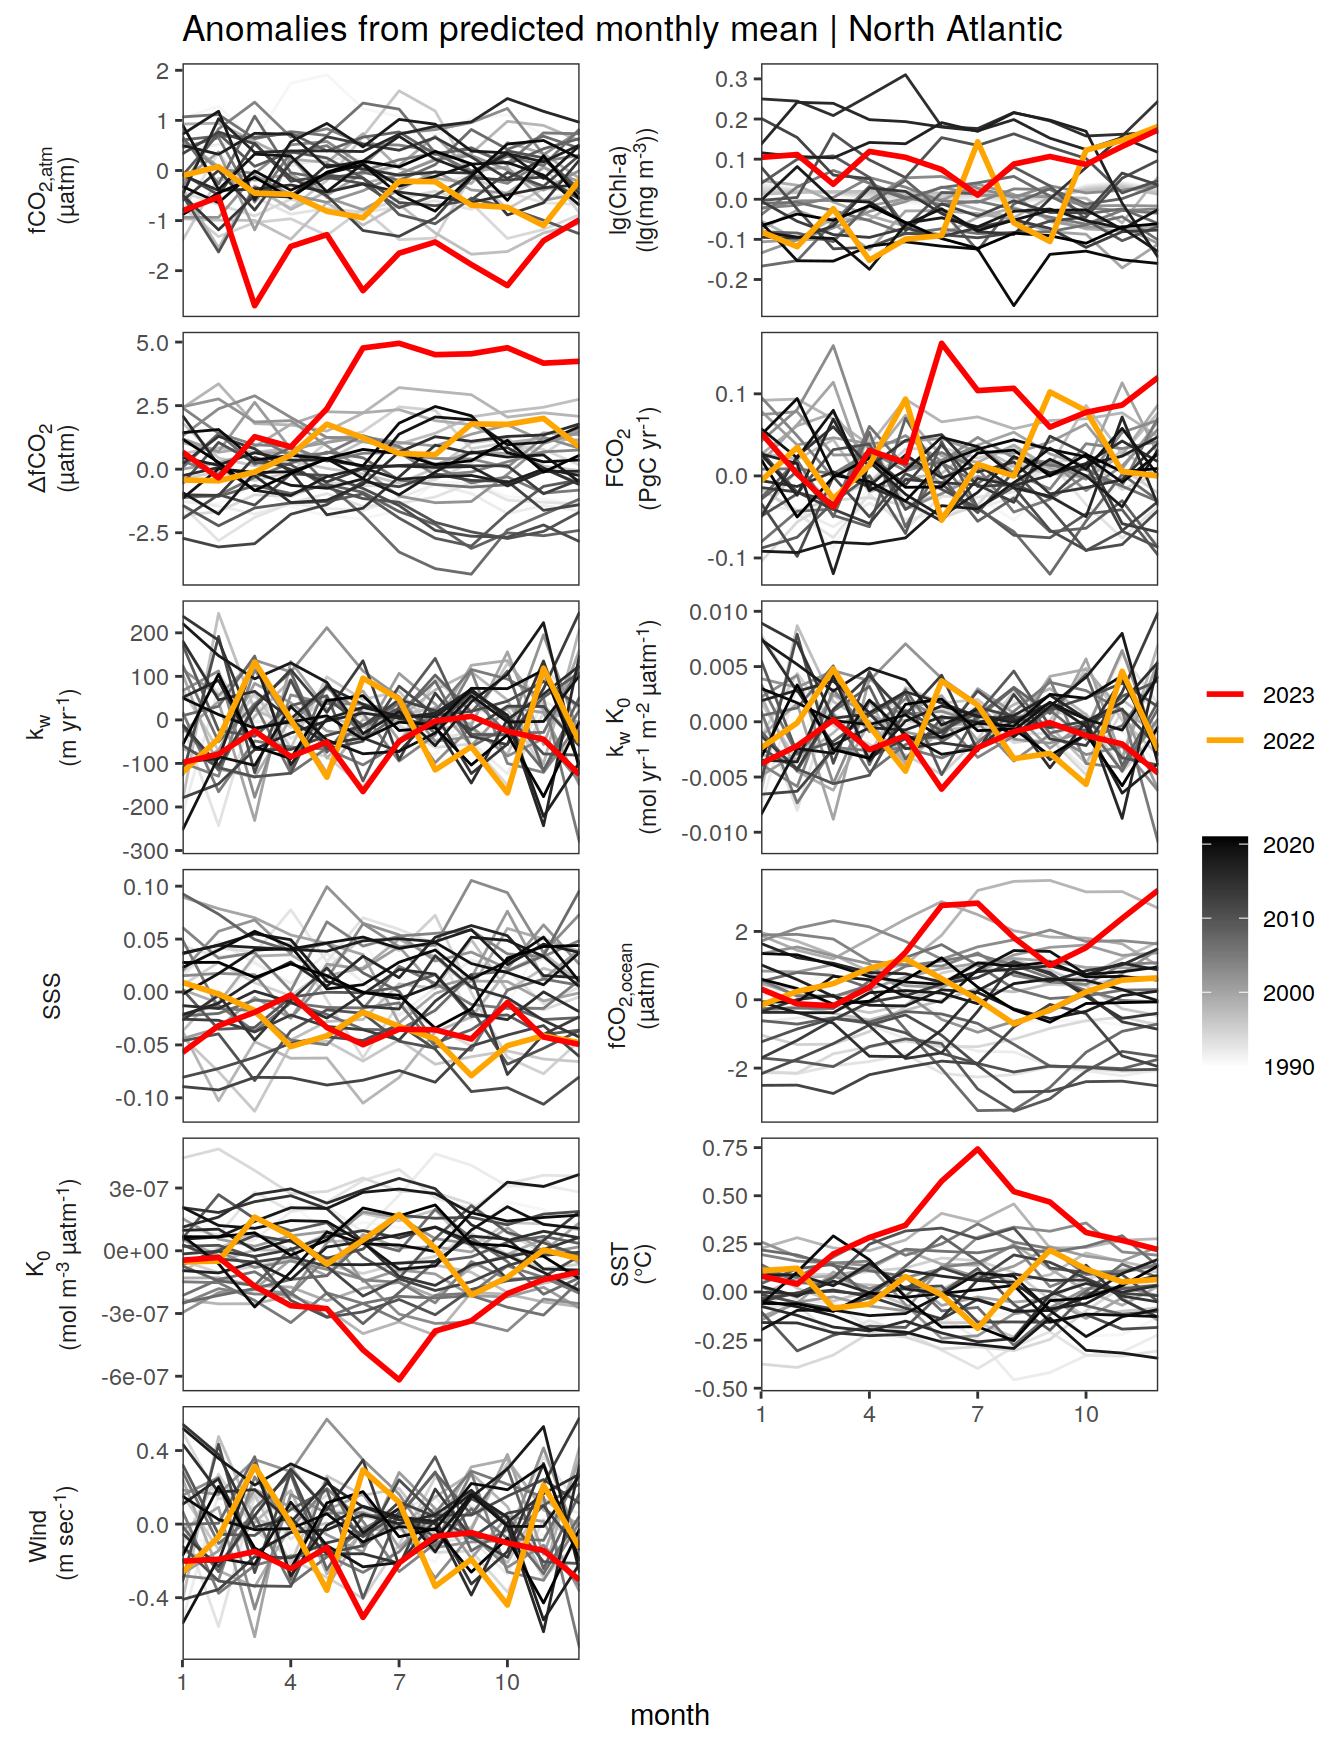 Anomalies from predicted monthly mean | North Atlantic
fCO2,atm
(µatm)
2
1
0
-1
-2
lg(Chl-a)
(lg(mg m-3))
0.3
0.2
0.1
0.0
-0.1
-0.2
ΔfCO2
(µatm)
5.0
2.5
0.0
-2.5
FCO2
(PgC yr-1)
0.1
0.0
-0.1
kw
(m yr-1)
200
100
0
-100
-200
-300
kw K0
(mol yr-1 m-2 µatm-1)
0.010
0.005
0.000
-0.005
-0.010
SSS
0.10
0.05
0.00
-0.05
-0.10
fCO2,ocean
(µatm)
2
0
-2
K0
(mol m-3 µatm-1)
3e-07
0e+00
-3e-07
-6e-07
SST
(°C)
0.75
0.50
0.25
0.00
-0.25
-0.50
1 4 7 10
Wind
(m sec-1)
0.4
0.0
-0.4
1 4 7 10
month
2023
2022
2020
2010
2000
1990